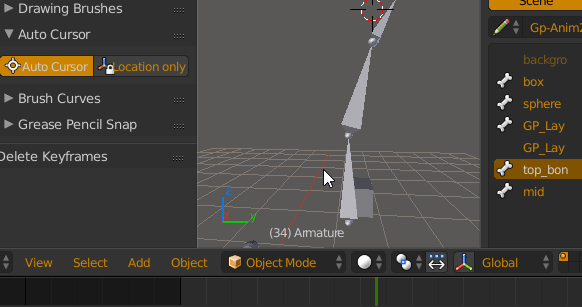 Drawing Brushes
Auto Cursor
Auto Cursor
Location only
Brush Curves
Grease Pencil Snap
Delete Keyframes
Z
Y
(34) Armature
Scene
Gp-Anim2
backgro
box
sphere
GP_Lay
GP_Lay
top_bon
mid
View Select Add Object Object Mode Global